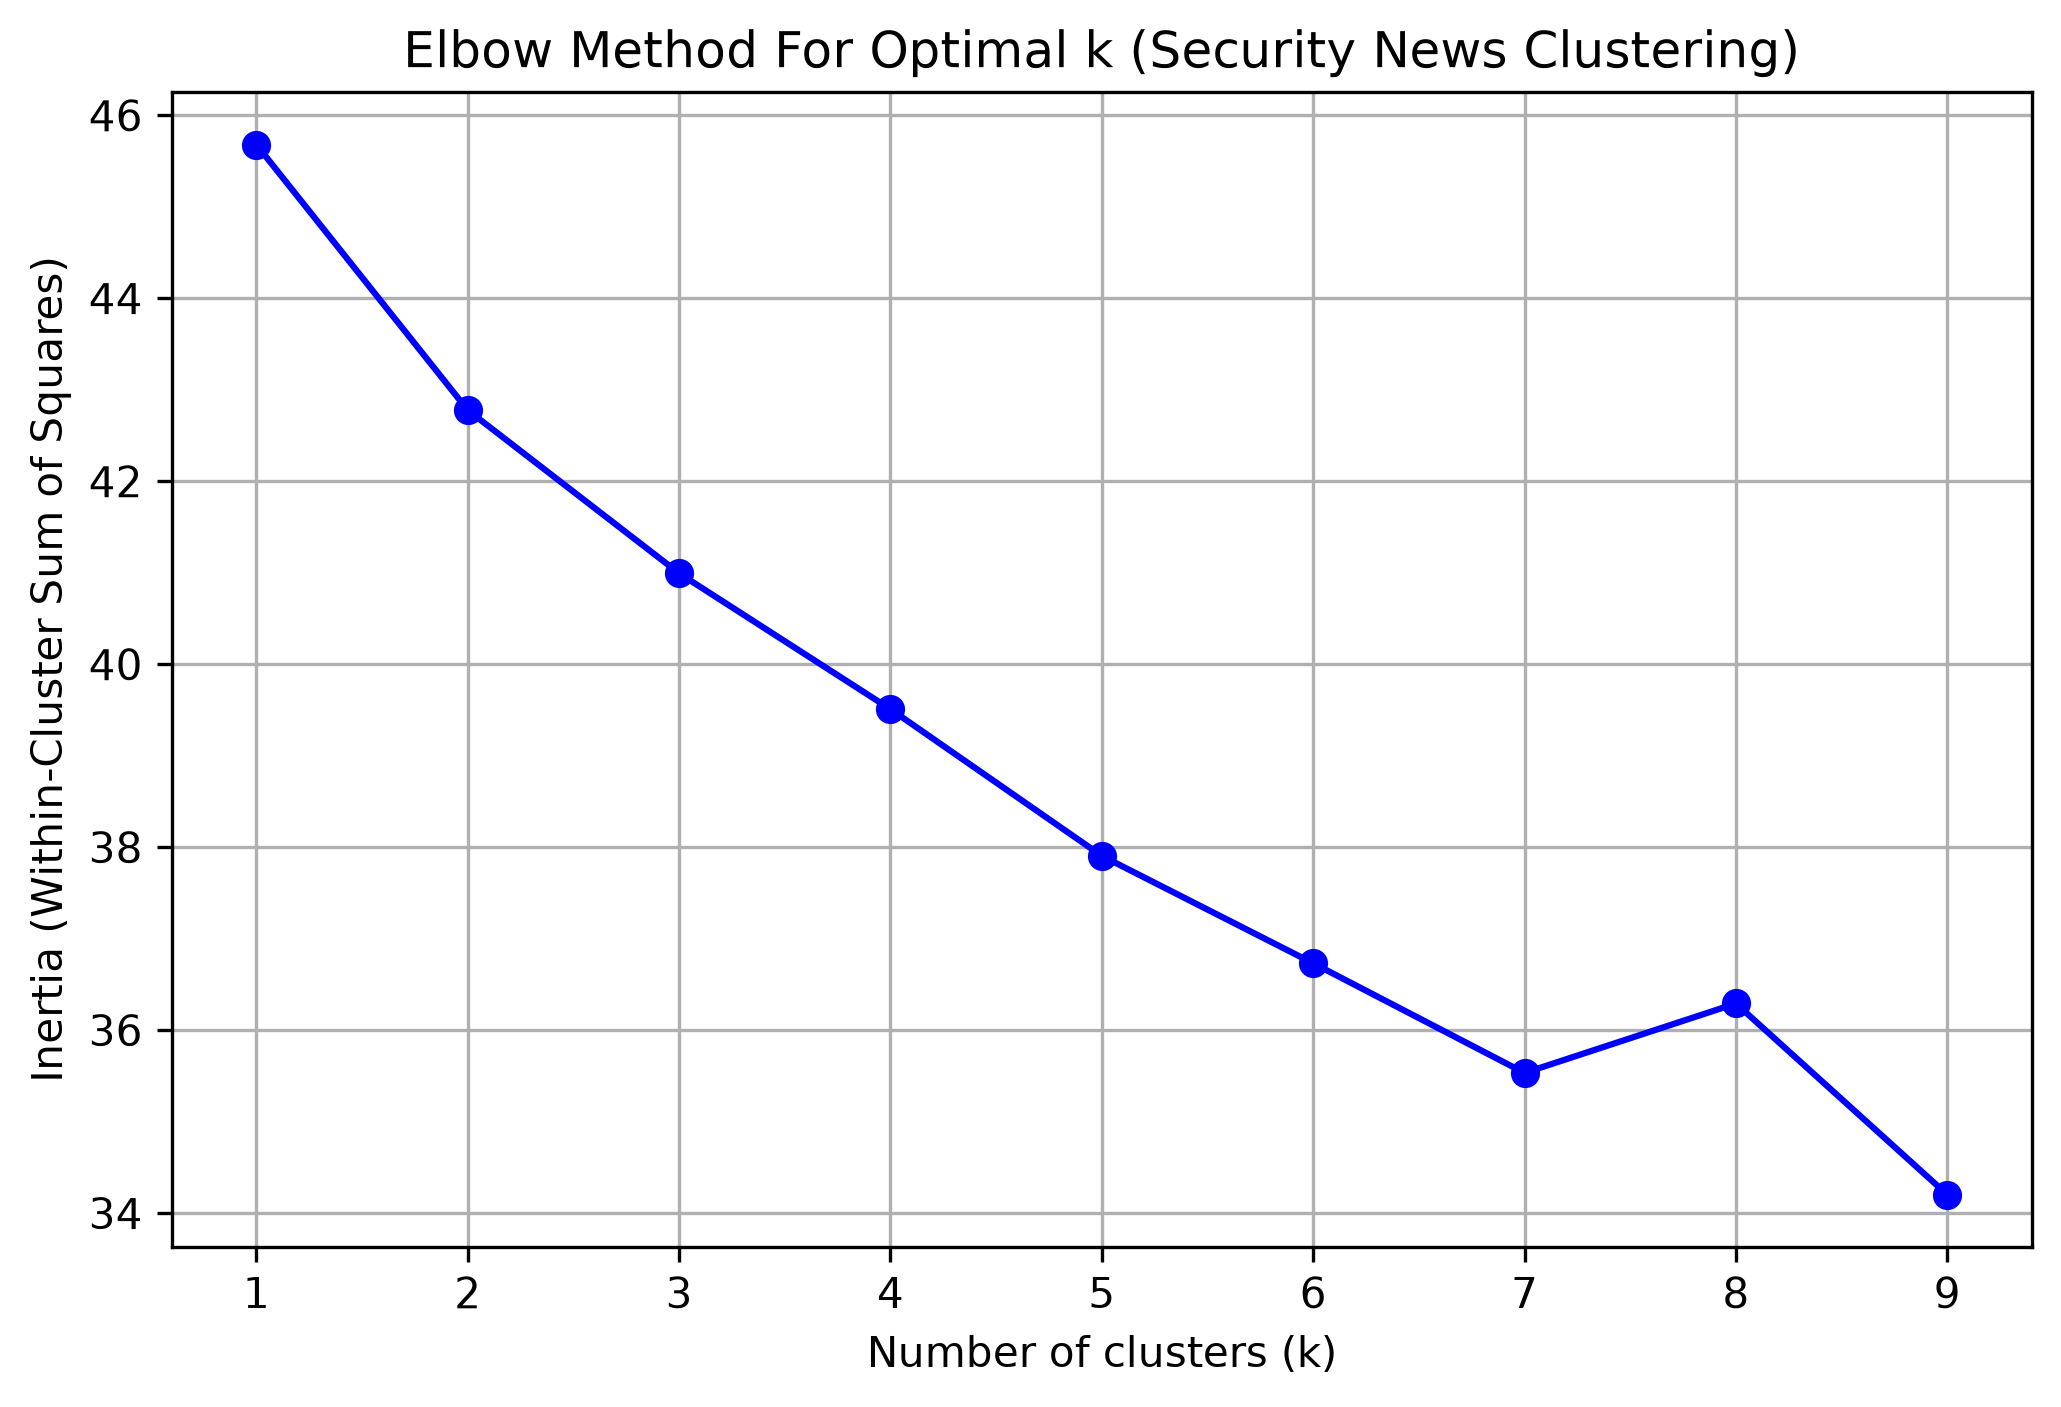 Elbow Method For Optimal k (Security News Clustering)
Inertia (Within-Cluster Sum of Squares)
46
44
42
40
38
36
34
1 2 3 4 5 6 7 8 9
Number of clusters (k)